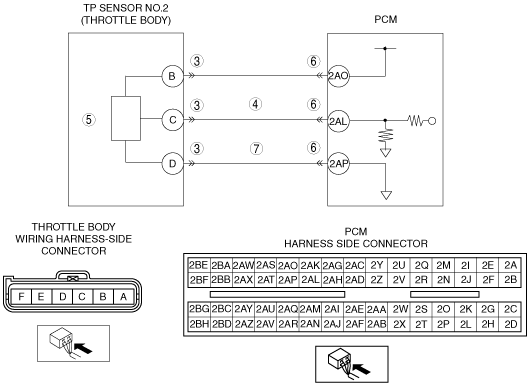 TP SENSOR NO.2
(THROTTLE BODY)
PCM
B
3
6
2AO
5
C
3
4
6
2AL
D
3
7
6
2AP
THROTTLE BODY
WIRING HARNESS-SIDE
CONNECTOR
F E D C B A
PCM
HARNESS SIDE CONNECTOR
2BE 2BA 2AW 2AS 2AO 2AK 2AG 2AC 2Y 2U 2Q 2M 2I 2E 2A
2BF 2BB 2AX 2AT 2AP 2AL 2AH 2AD 2Z 2V 2R 2N 2J 2F 2B
2BG 2BC 2AY 2AU 2AQ 2AM 2AI 2AE 2AA 2W 2S 2O 2K 2G 2C
2BH 2BD 2AZ 2AV 2AR 2AN 2AJ 2AF 2AB 2X 2T 2P 2L 2H 2D